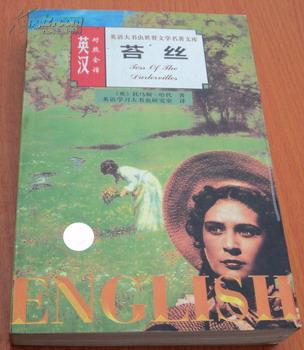 英汉
对照全译
英语大书虫世界文学名著文库
苔丝
Tess Of The
Durbervilles
（英）托马斯·哈代 著
英语学习大书虫研究室 译
ENGLISH